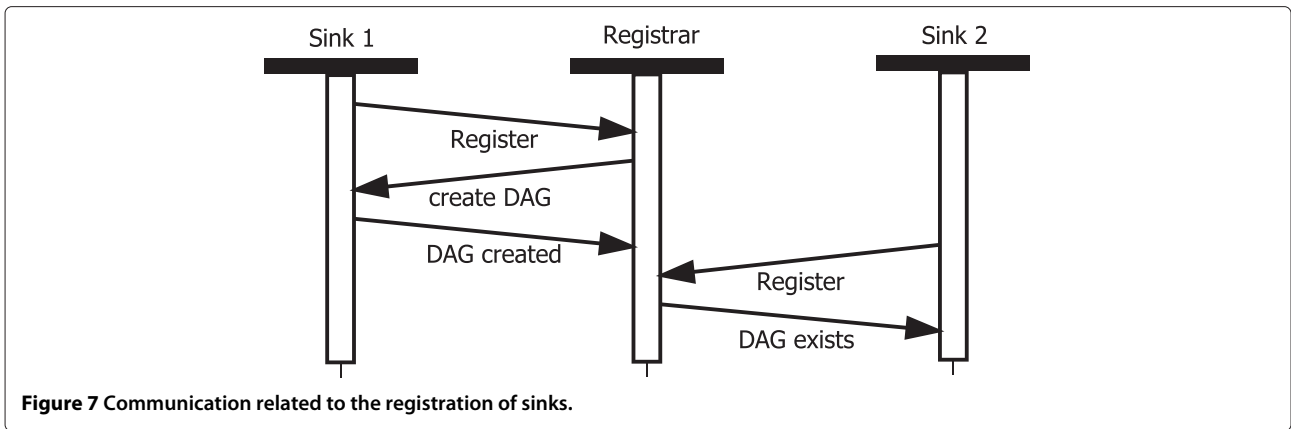 Sink 1
Registrar
Sink 2
Register
create DAG
DAG created
Register
DAG exists
Figure 7 Communication related to the registration of sinks.